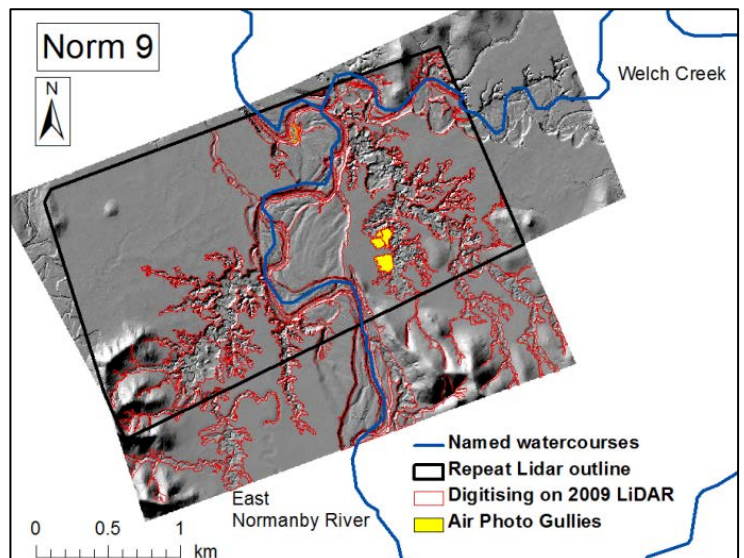 Norm 9
N
Welch Creek
Named watercourses
Repeat Lidar outline
Digitising on 2009 LiDAR
Air Photo Gullies
East
Normanby River
0 0.5 1
km